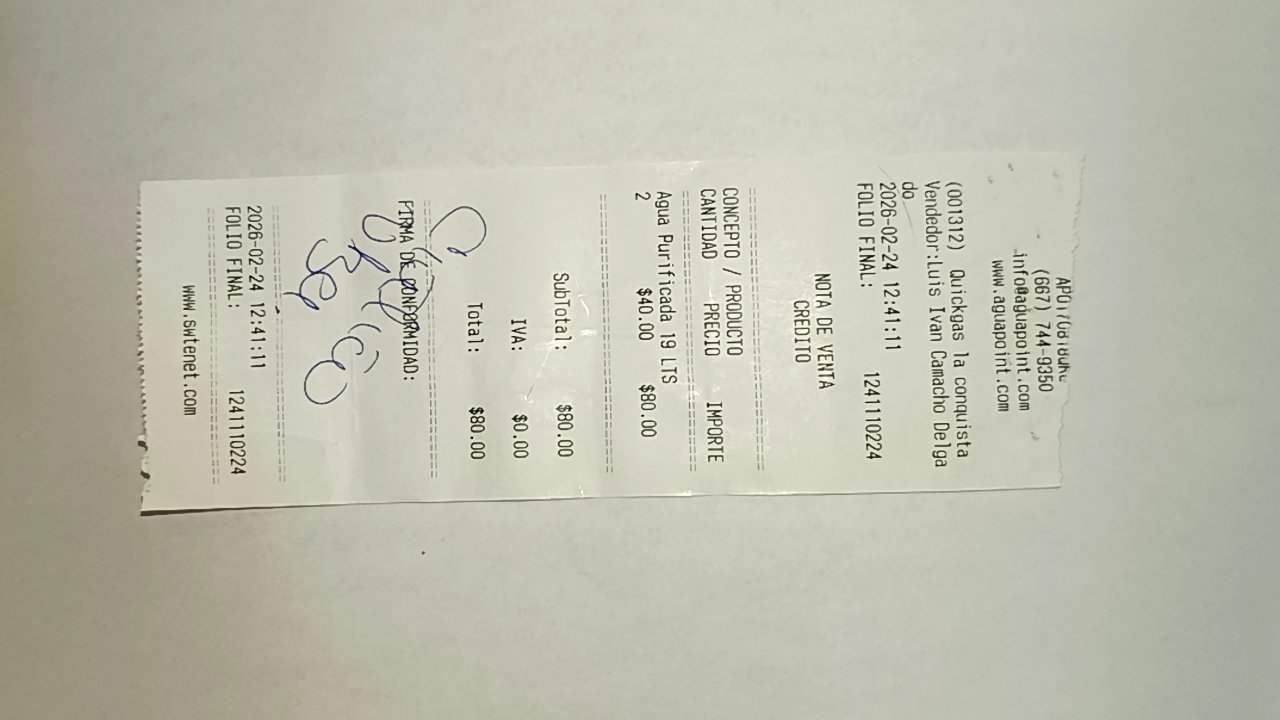 (667) 744-9350
info@aguapoint.com
www.aguapoint.com
(001312) Quickgas la conquista
Vendedor:Luis Ivan Camacho Delga
do
2026-02-24 12:41:11
FOLIO FINAL: 1241110224
NOTA DE VENTA
CREDITO
CONCEPTO / PRODUCTO
CANTIDAD PRECIO IMPORTE
Agua Purificada 19 LTS
2 $40.00 $80.00
SubTotal: $80.00
IVA: $0.00
Total: $80.00
FIRMA DE CONFORMIDAD:
2026-02-24 12:41:11
FOLIO FINAL: 1241110224
www.swtenet.com